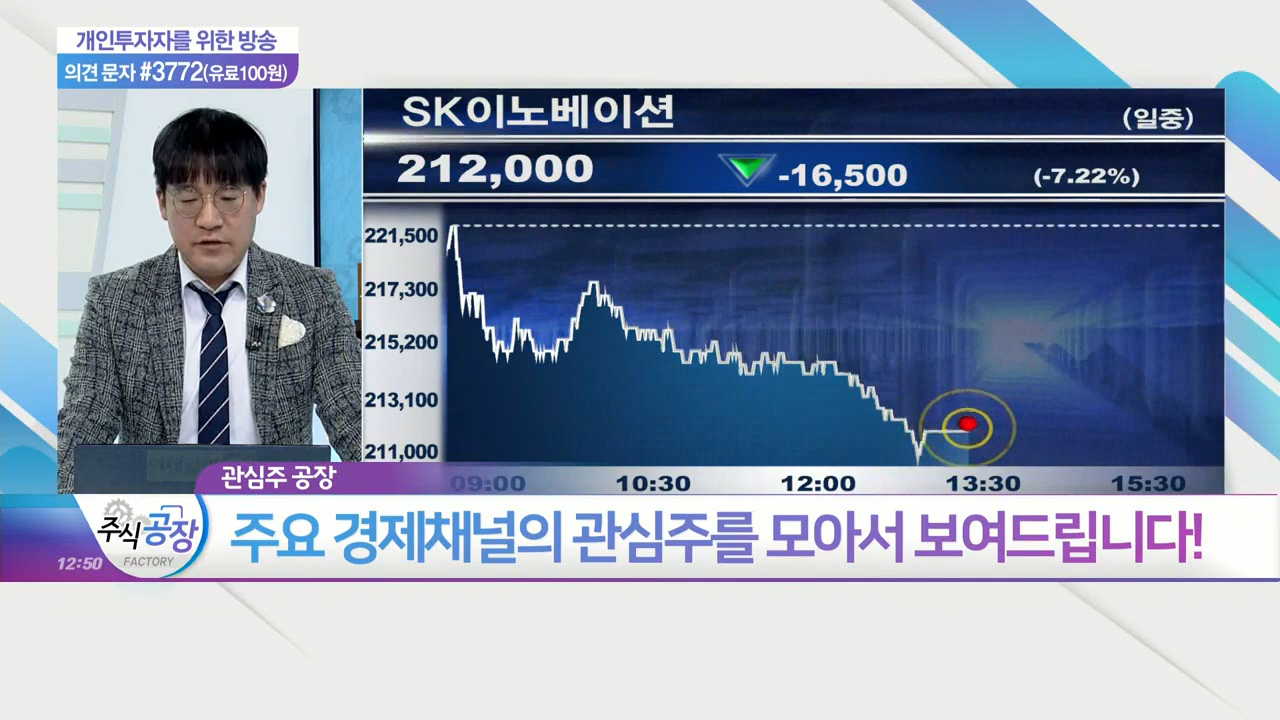 개인투자자를 위한 방송
의견 문자 #3772(유료100원)
SK이노베이션
(일중)
212,000
-16,500
(-7.22%)
221,500
217,300
215,200
213,100
211,000
09:00
10:30
12:00
13:30
15:30
관심주 공장
주식공장
FACTORY
12:50
주요 경제채널의 관심주를 모아서 보여드립니다!